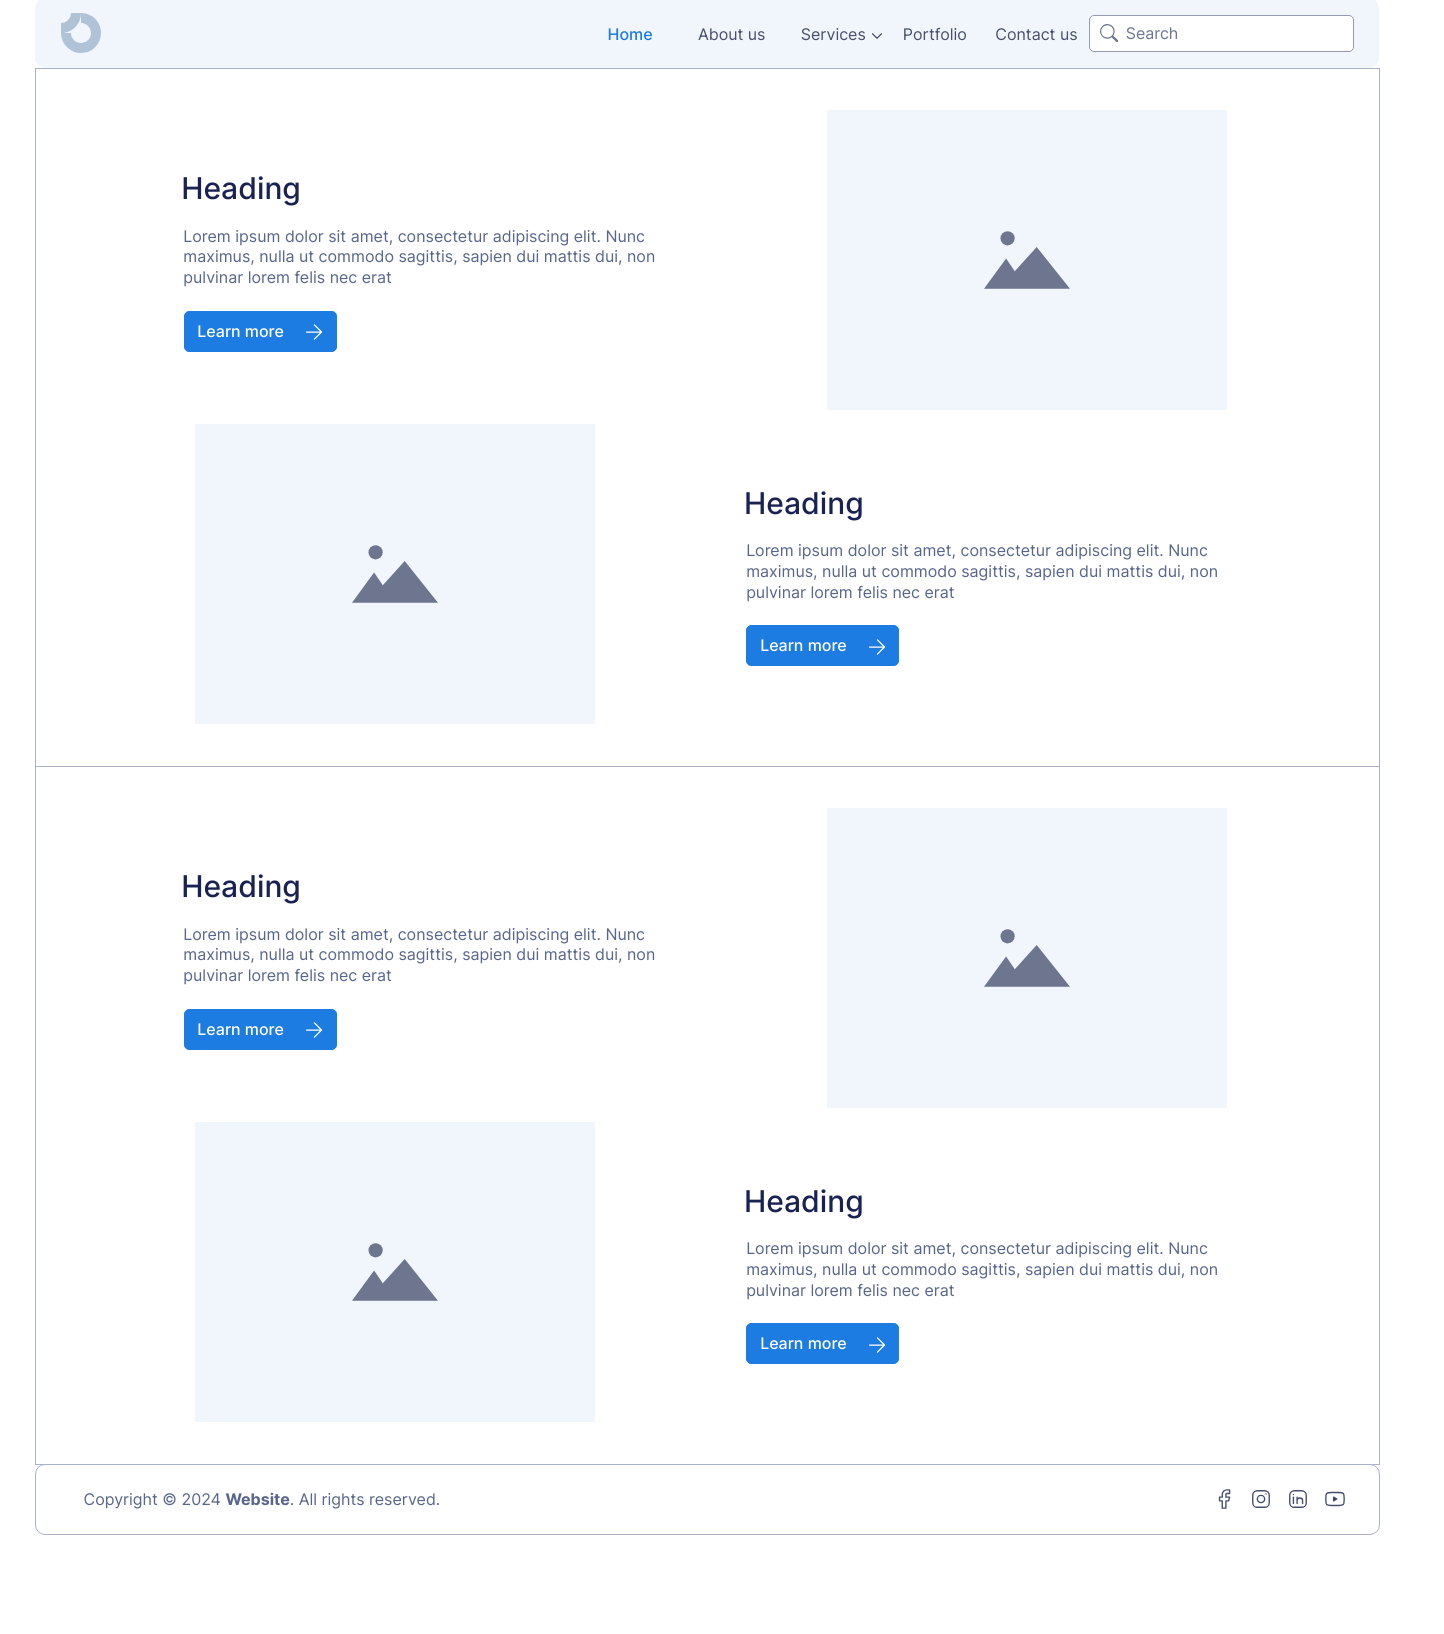 Home About us Services Portfolio Contact us Search
Heading
Lorem ipsum dolor sit amet, consectetur adipiscing elit. Nunc
maximus, nulla ut commodo sagittis, sapien dui mattis dui, non
pulvinar lorem felis nec erat
Learn more
Heading
Lorem ipsum dolor sit amet, consectetur adipiscing elit. Nunc
maximus, nulla ut commodo sagittis, sapien dui mattis dui, non
pulvinar lorem felis nec erat
Learn more
Heading
Lorem ipsum dolor sit amet, consectetur adipiscing elit. Nunc
maximus, nulla ut commodo sagittis, sapien dui mattis dui, non
pulvinar lorem felis nec erat
Learn more
Heading
Lorem ipsum dolor sit amet, consectetur adipiscing elit. Nunc
maximus, nulla ut commodo sagittis, sapien dui mattis dui, non
pulvinar lorem felis nec erat
Learn more
Copyright © 2024 Website. All rights reserved.